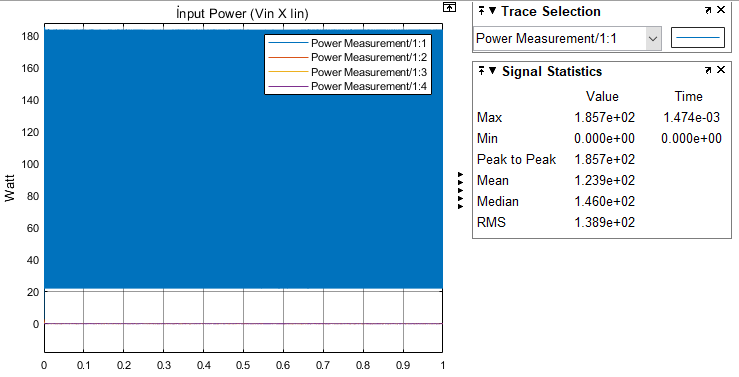 İnput Power (Vin X Iin)
Power Measurement/1:1
Power Measurement/1:2
Power Measurement/1:3
Power Measurement/1:4
Watt
180
160
140
120
100
80
60
40
20
0
0 0.1 0.2 0.3 0.4 0.5 0.6 0.7 0.8 0.9 1
Trace Selection
Power Measurement/1:1
Signal Statistics
Value Time
Max 1.857e+02 1.474e-03
Min 0.000e+00 0.000e+00
Peak to Peak 1.857e+02
Mean 1.239e+02
Median 1.460e+02
RMS 1.389e+02